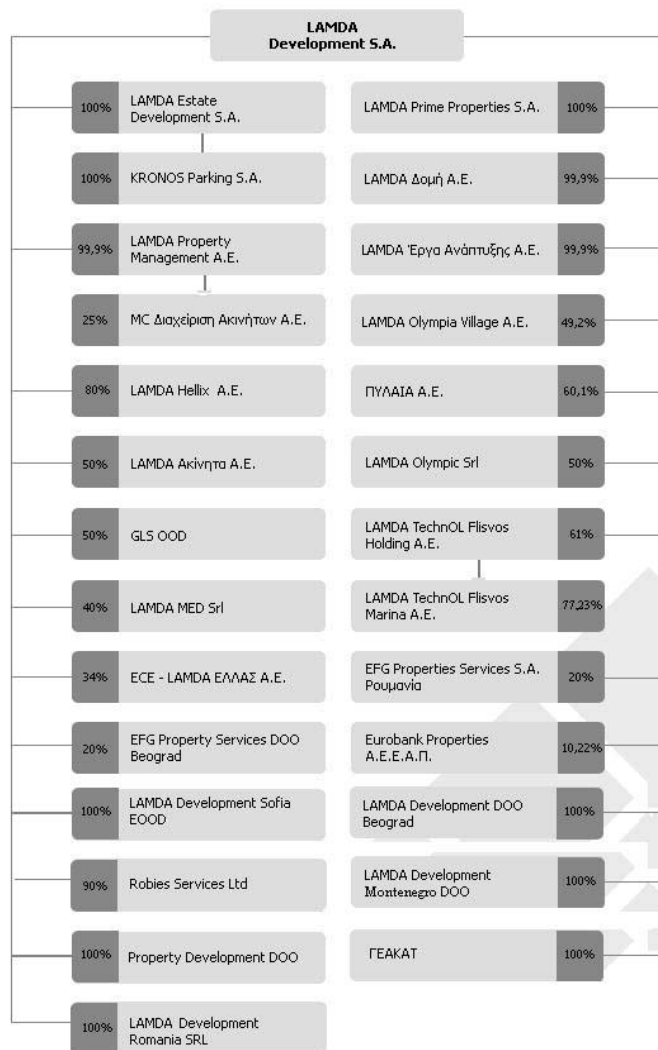 LAMDA
Development S.A.
100%
LAMDA Estate
Development S.A.
LAMDA Prime Properties S.A.
100%
100%
KRONOS Parking S.A.
LAMDA Δομή Α.Ε.
99,9%
99,9%
LAMDA Property
Management Α.Ε.
LAMDA Έργα Ανάπτυξης Α.Ε.
99,9%
25%
MC Διαχείριση Ακινήτων Α.Ε.
LAMDA Olympia Village Α.Ε.
49,2%
80%
LAMDA Hellix Α.Ε.
ΠΥΛΑΙΑ Α.Ε.
60,1%
50%
LAMDA Ακίνητα Α.Ε.
LAMDA Olympic Srl
50%
50%
GLS OOD
LAMDA TechnOL Flisvos
Holding Α.Ε.
61%
40%
LAMDA MED Srl
LAMDA TechnOL Flisvos
Marina Α.Ε.
77,23%
34%
ECE - LAMDA ΕΛΛΑΣ Α.Ε.
EFG Properties Services S.A.
Ρουμανία
20%
20%
EFG Property Services DOO
Beograd
Eurobank Properties
Α.Ε.Ε.Α.Π.
10,22%
100%
LAMDA Development Sofia
EOOD
LAMDA Development DOO
Beograd
100%
90%
Robies Services Ltd
LAMDA Development
Montenegro DOO
100%
100%
Property Development DOO
ΓΕΑΚΑΤ
100%
100%
LAMDA Development
Romania SRL